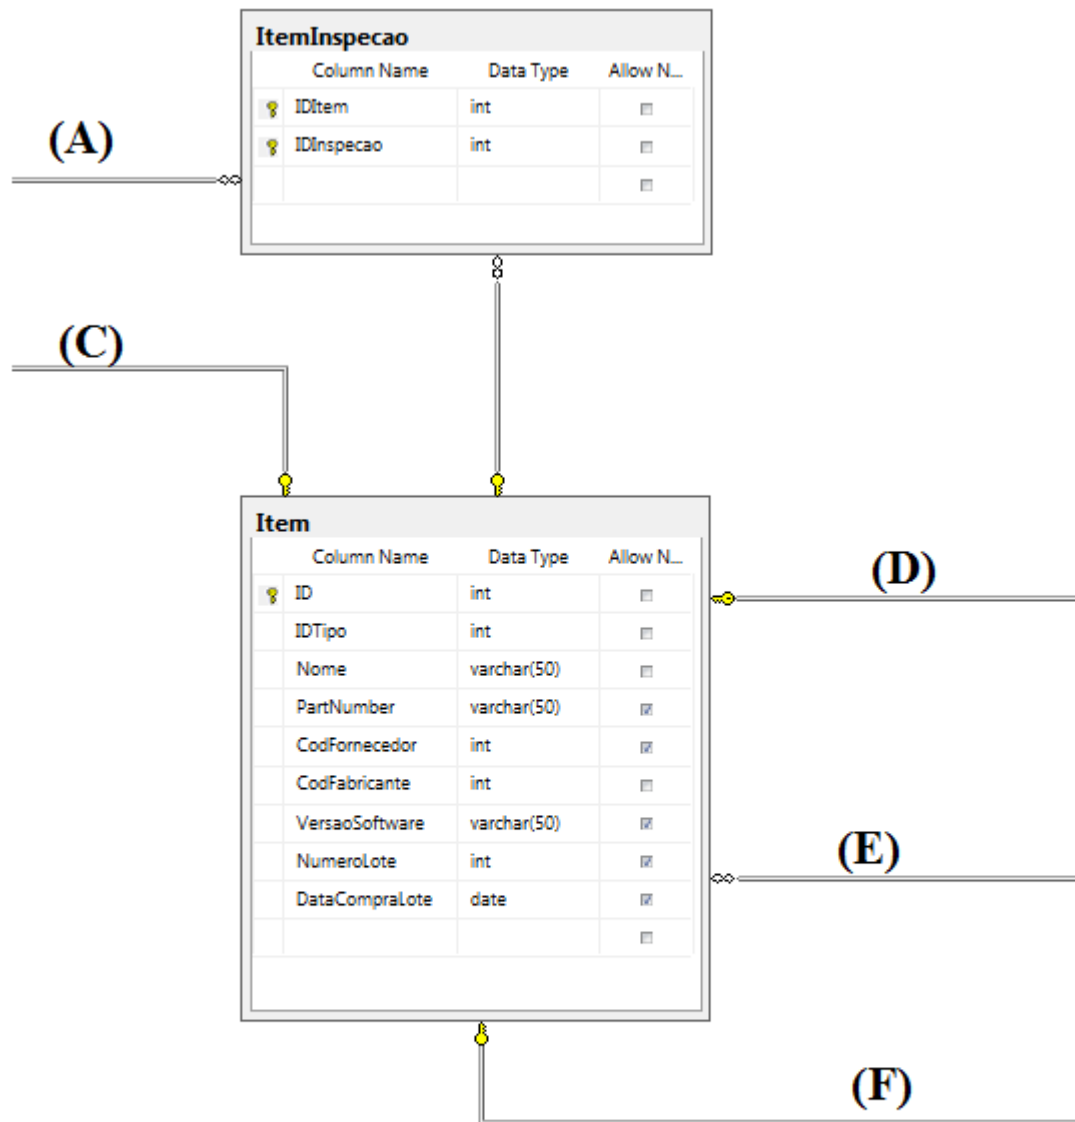 ItemInspecao
Column Name Data Type Allow N...
IDItem int
(A)
IDInspecao int
(C)
Item
Column Name Data Type Allow N...
(D)
ID int
IDTipo int
Nome varchar(50)
PartNumber varchar(50)
CodFornecedor int
CodFabricante int
VersaoSoftware varchar(50)
(E)
NumeroLote int
DataCompraLote date
(F)